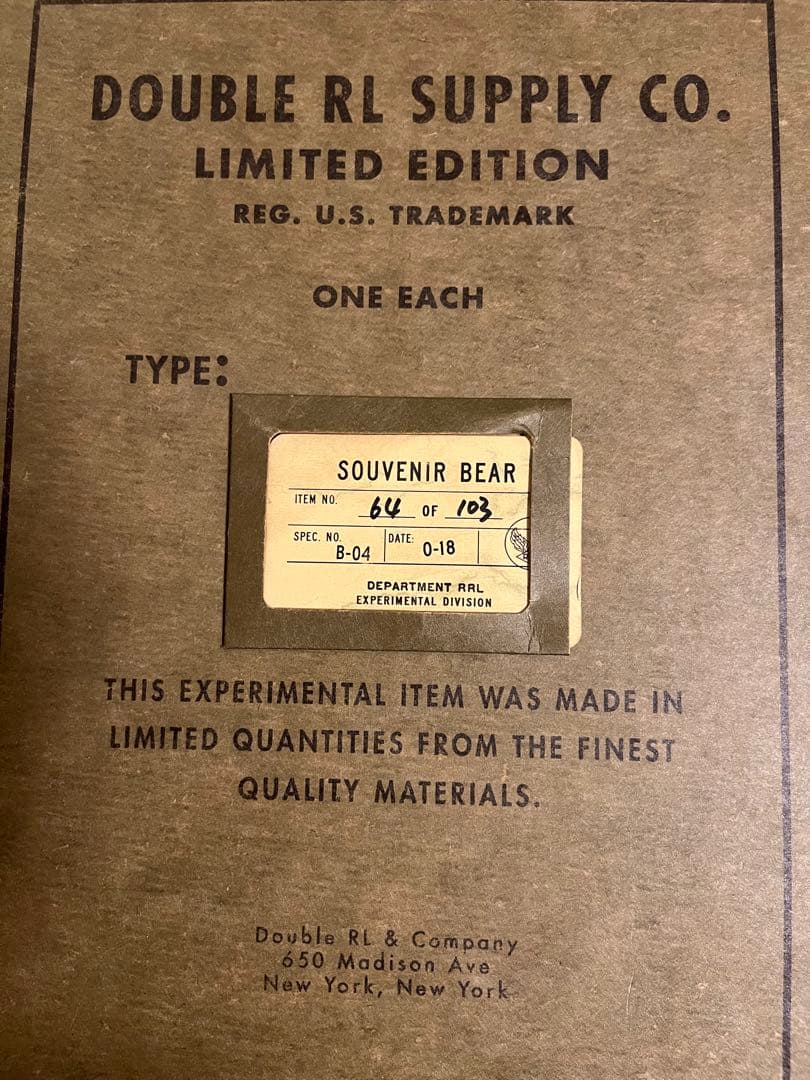 DOUBLE RL SUPPLY CO.
LIMITED EDITION
REG. U.S. TRADEMARK
ONE EACH
TYPE:
SOUVENIR BEAR
ITEM NO. 64 OF 103
SPEC. NO. B-04 DATE: 0-18
DEPARTMENT RRL
EXPERIMENTAL DIVISION
THIS EXPERIMENTAL ITEM WAS MADE IN
LIMITED QUANTITIES FROM THE FINEST
QUALITY MATERIALS.
Double RL & Company
650 Madison Ave
New York, New York